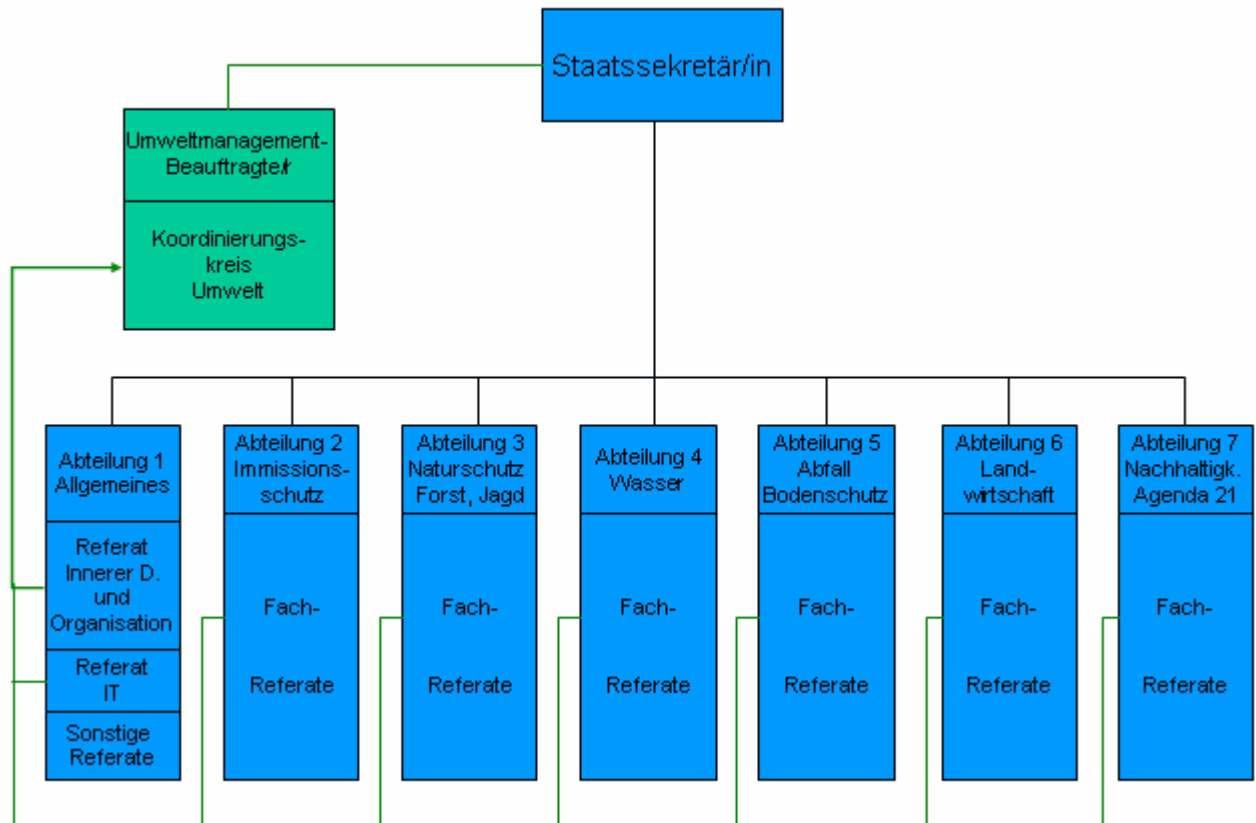 Staatssekretär/in
Umweltmanagement-
Beauftragte/r
Koordinierungs-
kreis
Umwelt
Abteilung 1
Allgemeines
Referat
Innerer D.
und
Organisation
Referat
IT
Sonstige
Referate
Abteilung 2
Immissions-
schutz
Fach-
Referate
Abteilung 3
Naturschutz
Forst, Jagd
Fach-
Referate
Abteilung 4
Wasser
Fach-
Referate
Abteilung 5
Abfall
Bodenschutz
Fach-
Referate
Abteilung 6
Land-
wirtschaft
Fach-
Referate
Abteilung 7
Nachhaltigk.
Agenda 21
Fach-
Referate